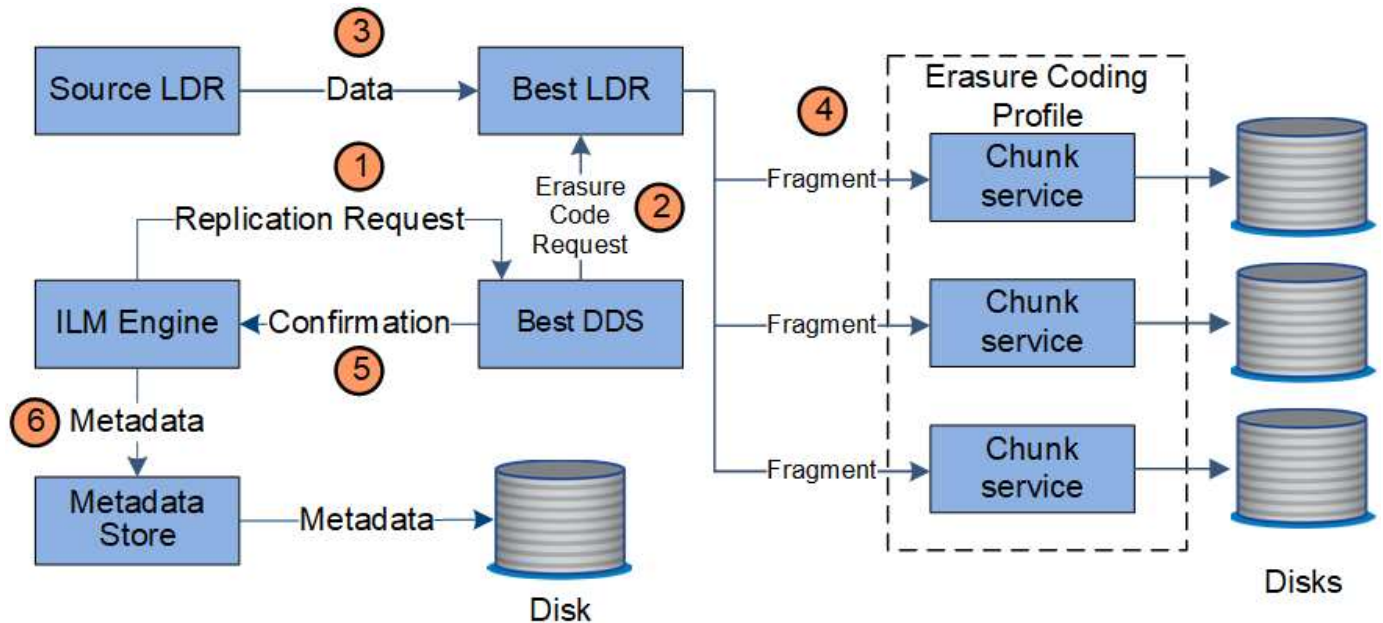 3
Source LDR
Data
Best LDR
Erasure Coding
Profile
4
1
Replication Request
Erasure
Code
Request
2
Fragment
Chunk
service
ILM Engine
Confirmation
Best DDS
5
Fragment
Chunk
service
6
Metadata
Fragment
Chunk
service
Metadata
Store
Metadata
Disk
Disks